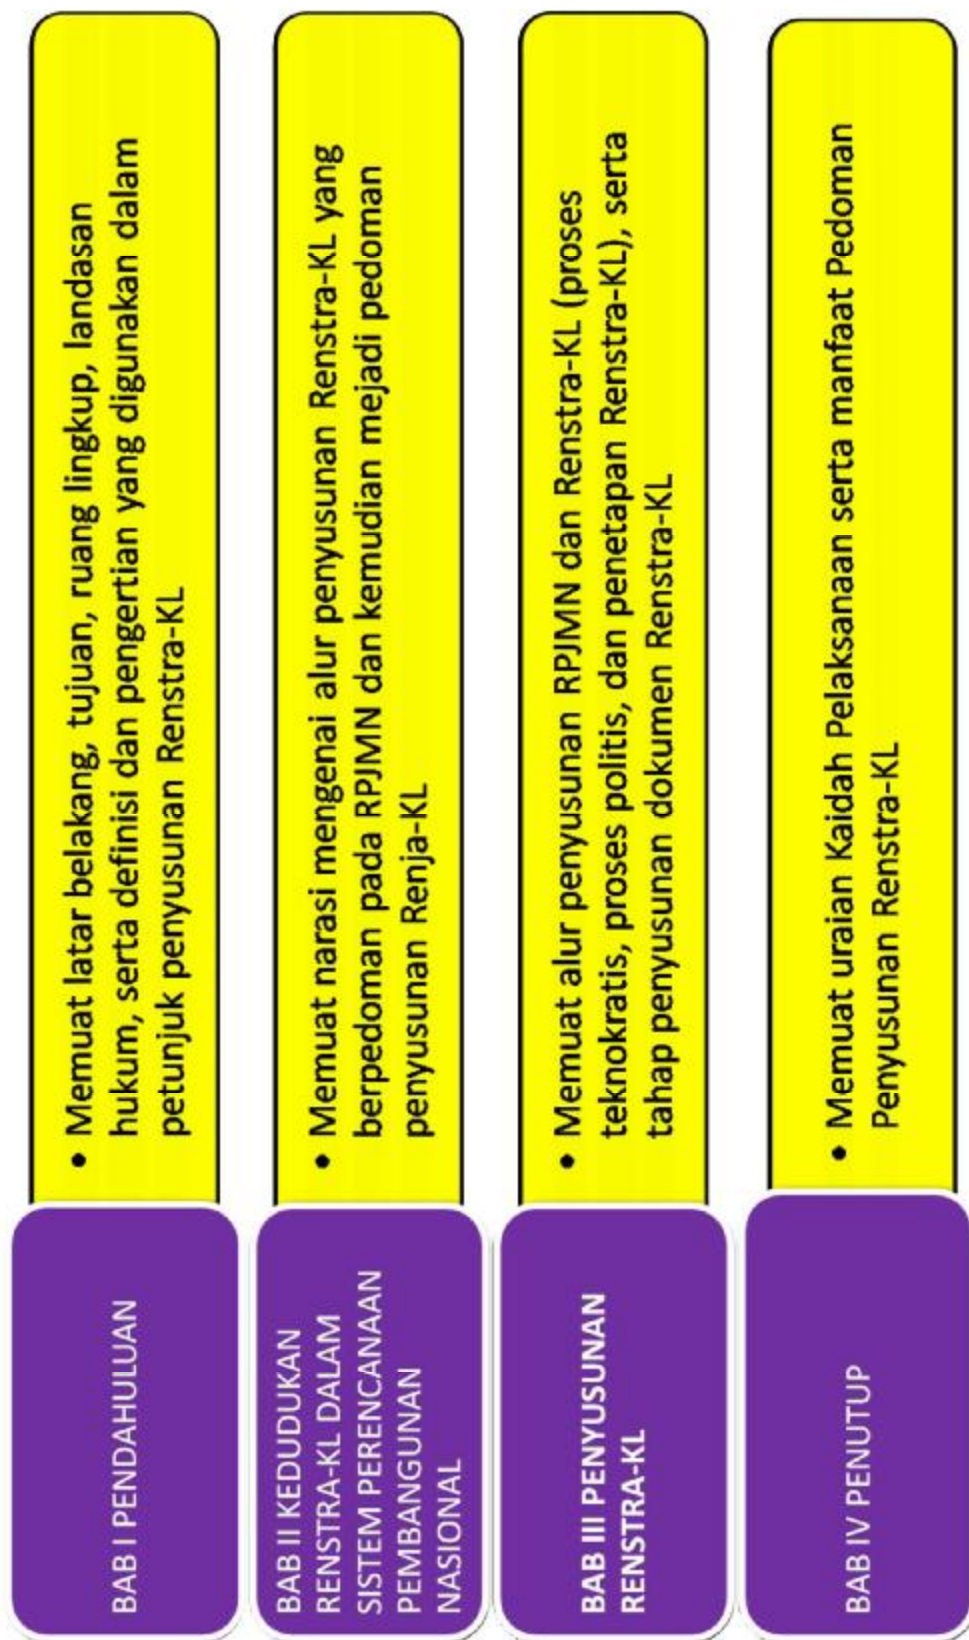 BAB I PENDAHULUAN
• Memuat latar belakang, tujuan, ruang lingkup, landasan
hukum, serta definisi dan pengertian yang digunakan dalam
petunjuk penyusunan Renstra-KL
BAB II KEDUDUKAN
RENSTRA-KL DALAM
SISTEM PERENCANAAN
PEMBANGUNAN
NASIONAL
• Memuat narasi mengenai alur penyusunan Renstra-KL yang
berpedoman pada RPJMN dan kemudian mejadi pedoman
penyusunan Renja-KL
BAB III PENYUSUNAN
RENSTRA-KL
• Memuat alur penyusunan RPJMN dan Renstra-KL (proses
teknokratis, proses politis, dan penetapan Renstra-KL), serta
tahap penyusunan dokumen Renstra-KL
BAB IV PENUTUP
• Memuat uraian Kaidah Pelaksanaan serta manfaat Pedoman
Penyusunan Renstra-KL